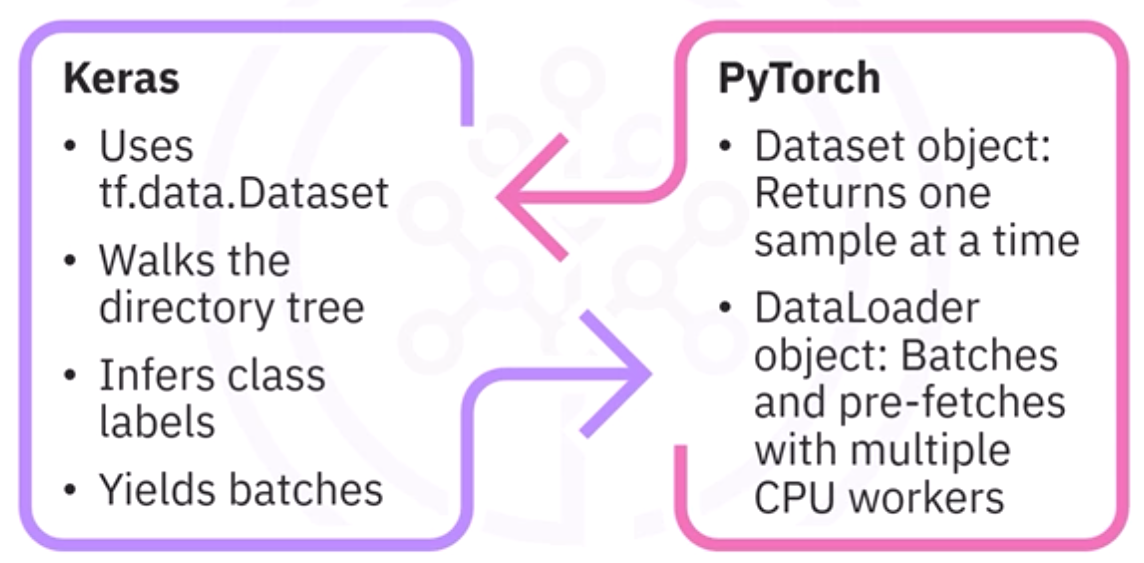 Keras
• Uses
tf.data.Dataset
• Walks the
directory tree
• Infers class
labels
• Yields batches
PyTorch
• Dataset object:
Returns one
sample at a time
• DataLoader
object: Batches
and pre-fetches
with multiple
CPU workers